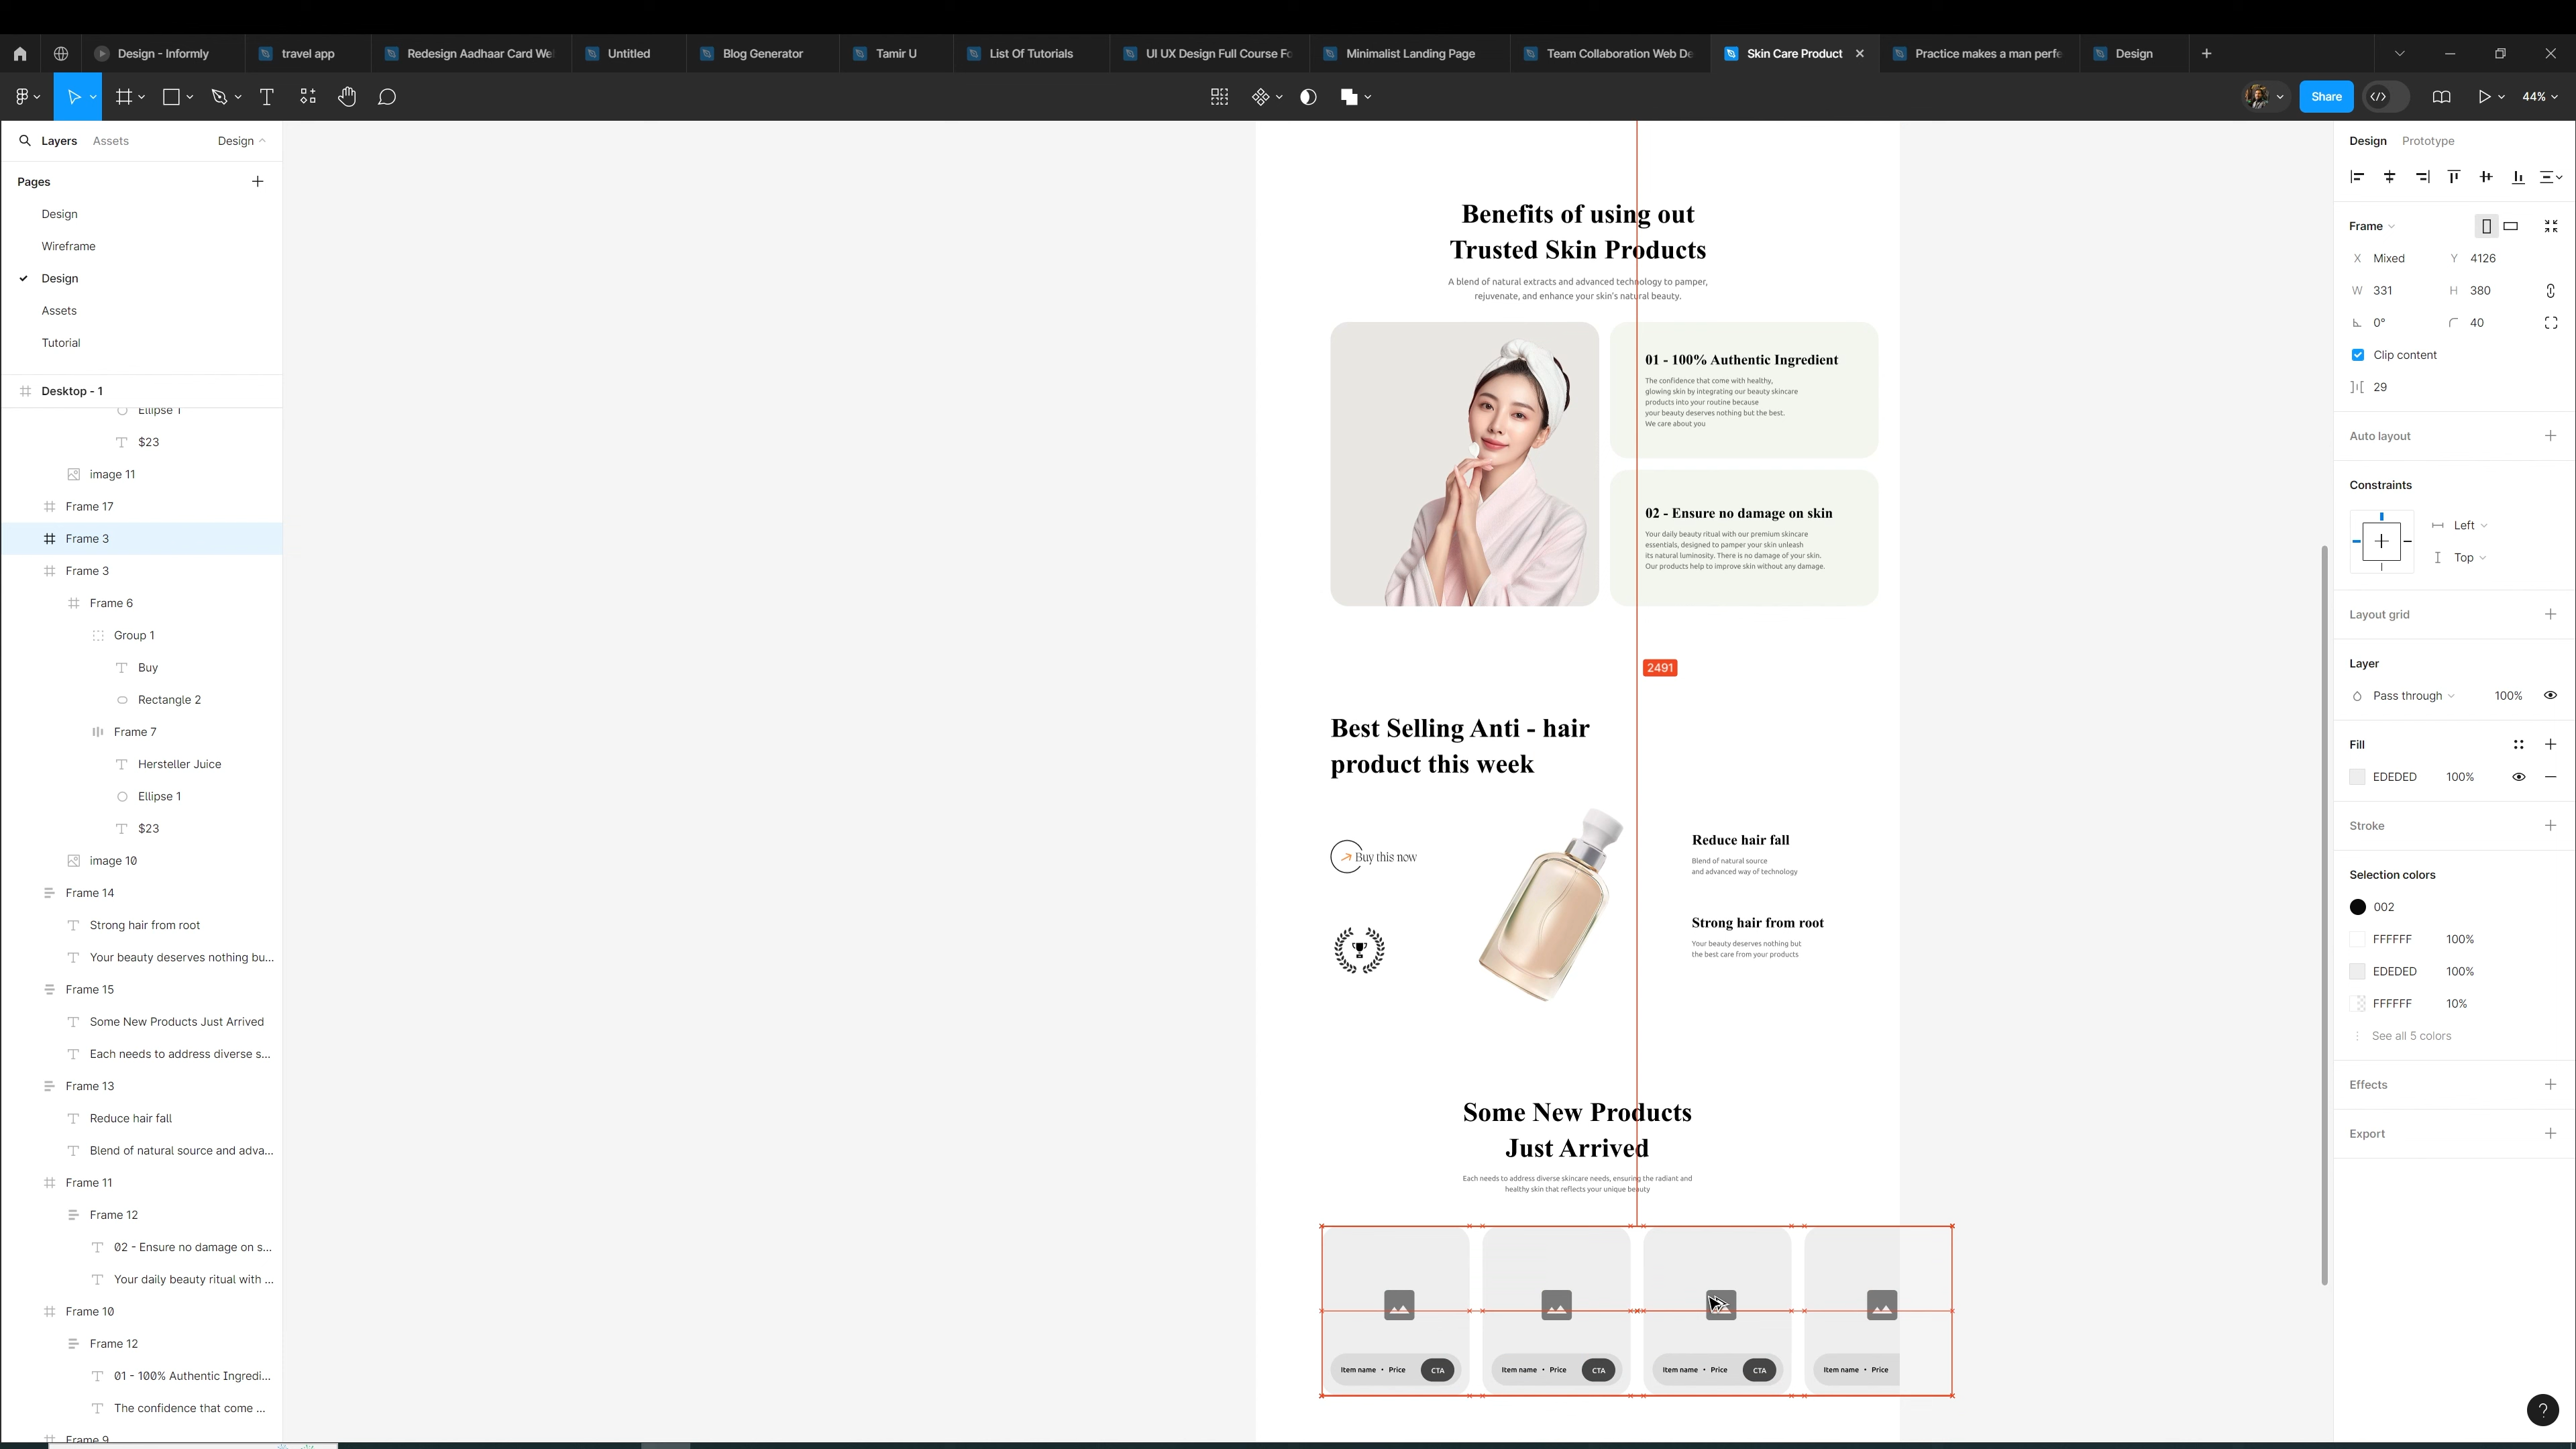 Design - Informly
travel app
Redesign Aadhaar Card We
Untitled
Blog Generator
Tamir U
List Of Tutorials
UI UX Design Full Course Fo
Minimalist Landing Page
Team Collaboration Web De
Skin Care Product
Practice makes a man perfe
Design
Share
44%
Layers
Assets
Design
Pages
Design
Wireframe
Design
Assets
Tutorial
Desktop - 1
Ellipse 1
$23
image 11
Frame 17
Frame 3
Frame 3
Frame 6
Group 1
Buy
Rectangle 2
Frame 7
Hersteller Juice
Ellipse 1
$23
image 10
Frame 14
Strong hair from root
Your beauty deserves nothing bu...
Frame 15
Some New Products Just Arrived
Each needs to address diverse s...
Frame 13
Reduce hair fall
Blend of natural source and adva...
Frame 11
Frame 12
02 - Ensure no damage on s...
Your daily beauty ritual with ...
Frame 10
Frame 12
01 - 100% Authentic Ingredi...
The confidence that come ...
Frame 9
Benefits of using out
Trusted Skin Products
A blend of natural extracts and advanced technology to pamper,
rejuvenate, and enhance your skin's natural beauty.
01 - 100% Authentic Ingredient
The confidence that come with healthy,
glowing skin by integrating our beauty skincare
products into your routine because
your beauty deserves nothing but the best.
We care about you
02 - Ensure no damage on skin
Your daily beauty ritual with our premium skincare
essentials, designed to pamper your skin unleash
its natural luminosity. There is no damage of your skin.
Our products help to improve skin without any damage.
2491
Best Selling Anti - hair
product this week
Buy this now
Reduce hair fall
Blend of natural source
and advanced way of technology
Strong hair from root
Your beauty deserves nothing but
the best care from your products
Some New Products
Just Arrived
Each needs to address diverse skincare needs, ensuring the radiant and
healthy skin that reflects your unique beauty
Item name • Price CTA
Item name • Price CTA
Item name • Price CTA
Item name • Price
Design
Prototype
Frame
X Mixed Y 4126
W 331 H 380
0° 40
Clip content
29
Auto layout
Constraints
Left
Top
Layout grid
Layer
Pass through 100%
Fill
EDEDED 100%
Stroke
Selection colors
002
FFFFFF 100%
EDEDED 100%
FFFFFF 10%
See all 5 colors
Effects
Export
?